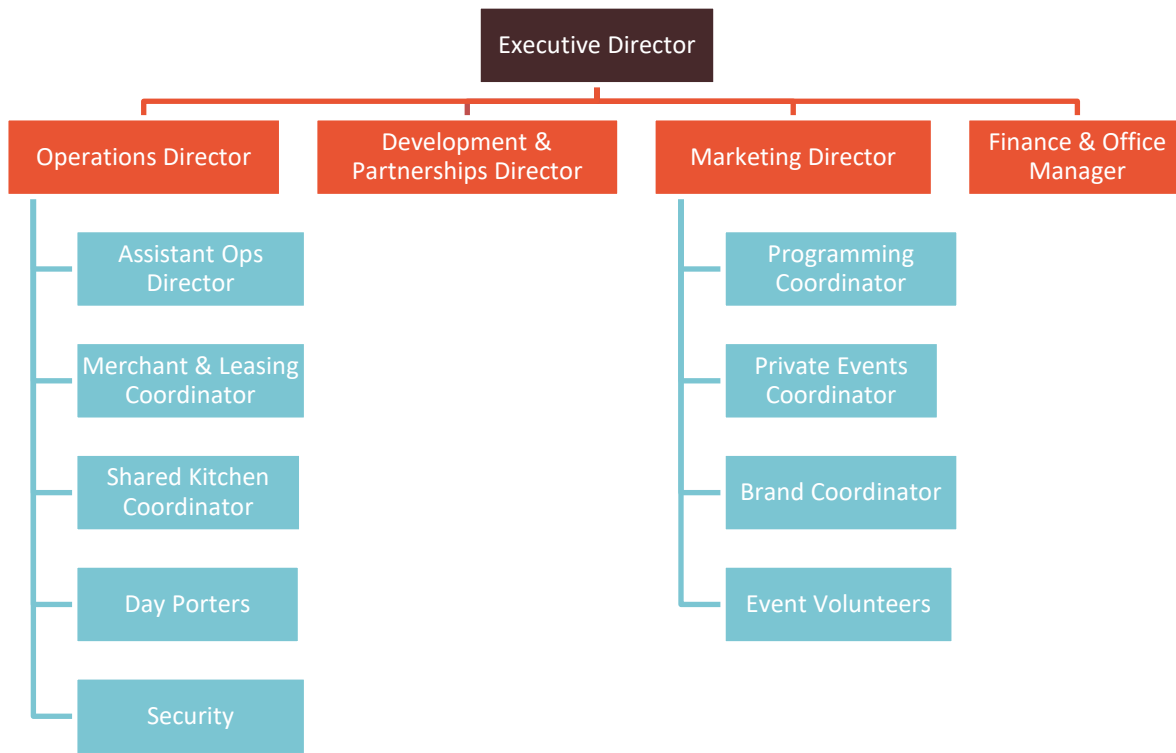 Executive Director
Operations Director
Development &
Partnerships Director
Marketing Director
Finance & Office
Manager
Assistant Ops
Director
Merchant & Leasing
Coordinator
Shared Kitchen
Coordinator
Day Porters
Security
Programming
Coordinator
Private Events
Coordinator
Brand Coordinator
Event Volunteers